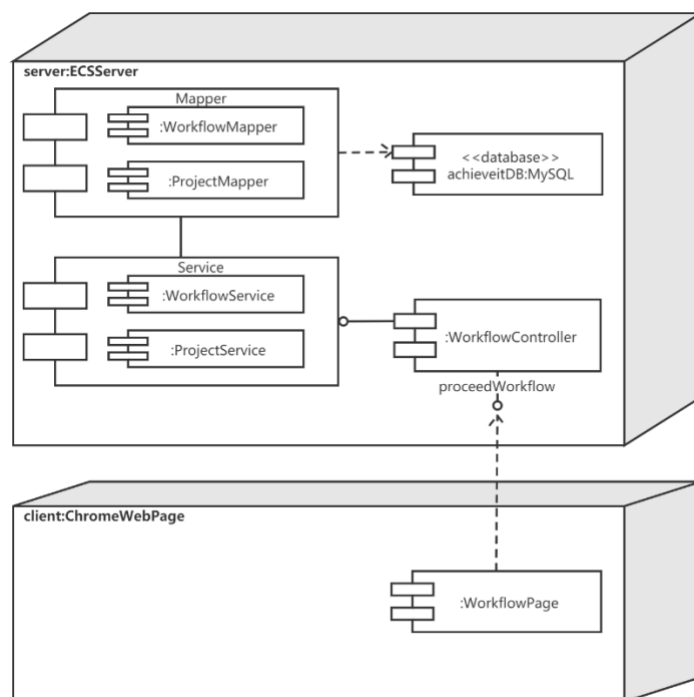 server:ECSServer
Mapper
:WorkflowMapper
:ProjectMapper
<<database>>
achieveitDB:MySQL
Service
:WorkflowService
:ProjectService
:WorkflowController
proceedWorkflow
client:ChromeWebPage
:WorkflowPage